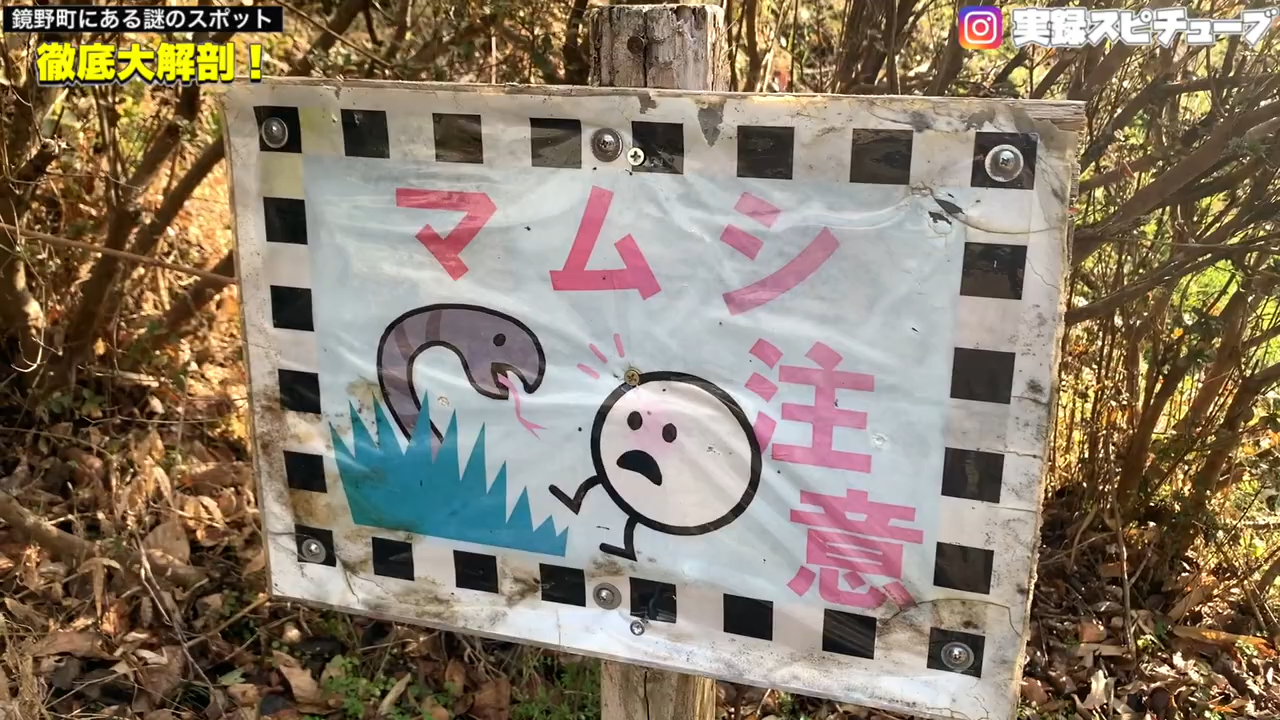 鏡野町にある謎のスポット
徹底大解剖！
実録スピチューブ
マムシ
注意